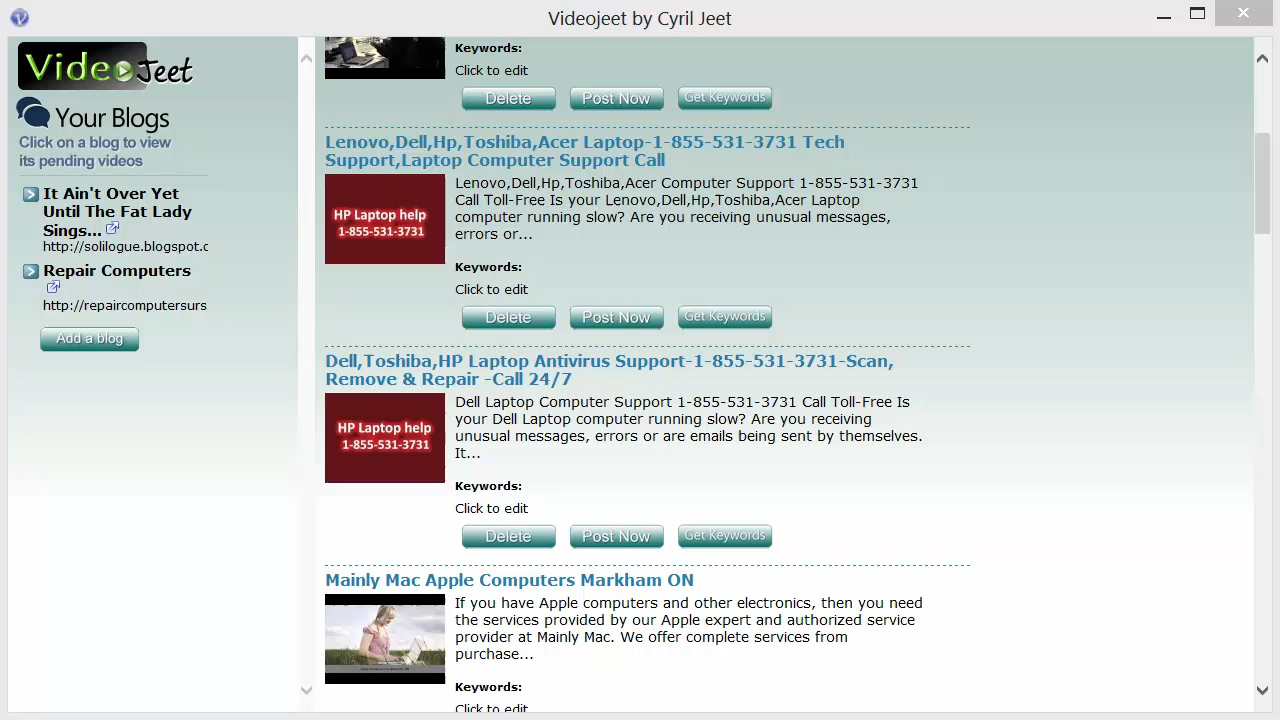 Videojeet by Cyril Jeet
Video Jeet
Your Blogs
Click on a blog to view
its pending videos
It Ain't Over Yet
Until The Fat Lady
Sings...
http://solilogue.blogspot.c
Repair Computers
http://repaircomputersurs
Add a blog
Keywords:
Click to edit
Delete Post Now Get Keywords
Lenovo,Dell,Hp,Toshiba,Acer Laptop-1-855-531-3731 Tech
Support,Laptop Computer Support Call
HP Laptop help
1-855-531-3731
Lenovo,Dell,Hp,Toshiba,Acer Computer Support 1-855-531-3731
Call Toll-Free Is your Lenovo,Dell,Hp,Toshiba,Acer Laptop
computer running slow? Are you receiving unusual messages,
errors or...
Keywords:
Click to edit
Delete Post Now Get Keywords
Dell,Toshiba,HP Laptop Antivirus Support-1-855-531-3731-Scan,
Remove & Repair -Call 24/7
HP Laptop help
1-855-531-3731
Dell Laptop Computer Support 1-855-531-3731 Call Toll-Free Is
your Dell Laptop computer running slow? Are you receiving
unusual messages, errors or are emails being sent by themselves.
It...
Keywords:
Click to edit
Delete Post Now Get Keywords
Mainly Mac Apple Computers Markham ON
If you have Apple computers and other electronics, then you need
the services provided by our Apple expert and authorized service
provider at Mainly Mac. We offer complete services from
purchase...
Keywords:
Click to edit